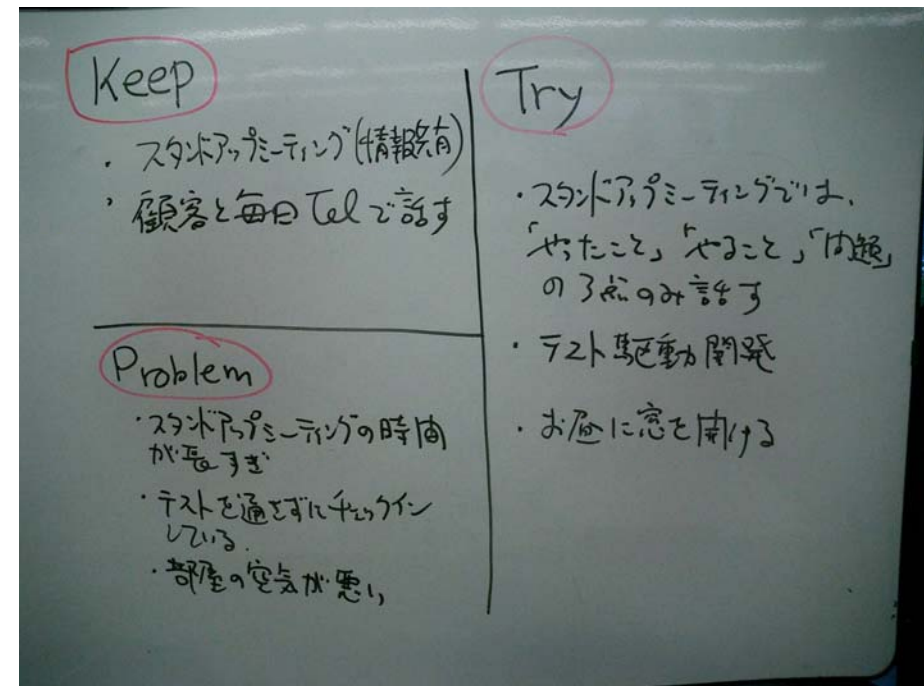 Keep
・スタンドアップミーティング(情報共有)
・顧客と毎日Telで話す
Problem
・スタンドアップミーティングの時間
が長すぎ
・テストを通さずにチェックイン
している.
・部屋の空気が悪い
Try
・スタンドアップミーティングでは、
「やったこと」「やること」「問題」
の3点のみ話す
・テスト駆動開発
・お昼に窓を開ける